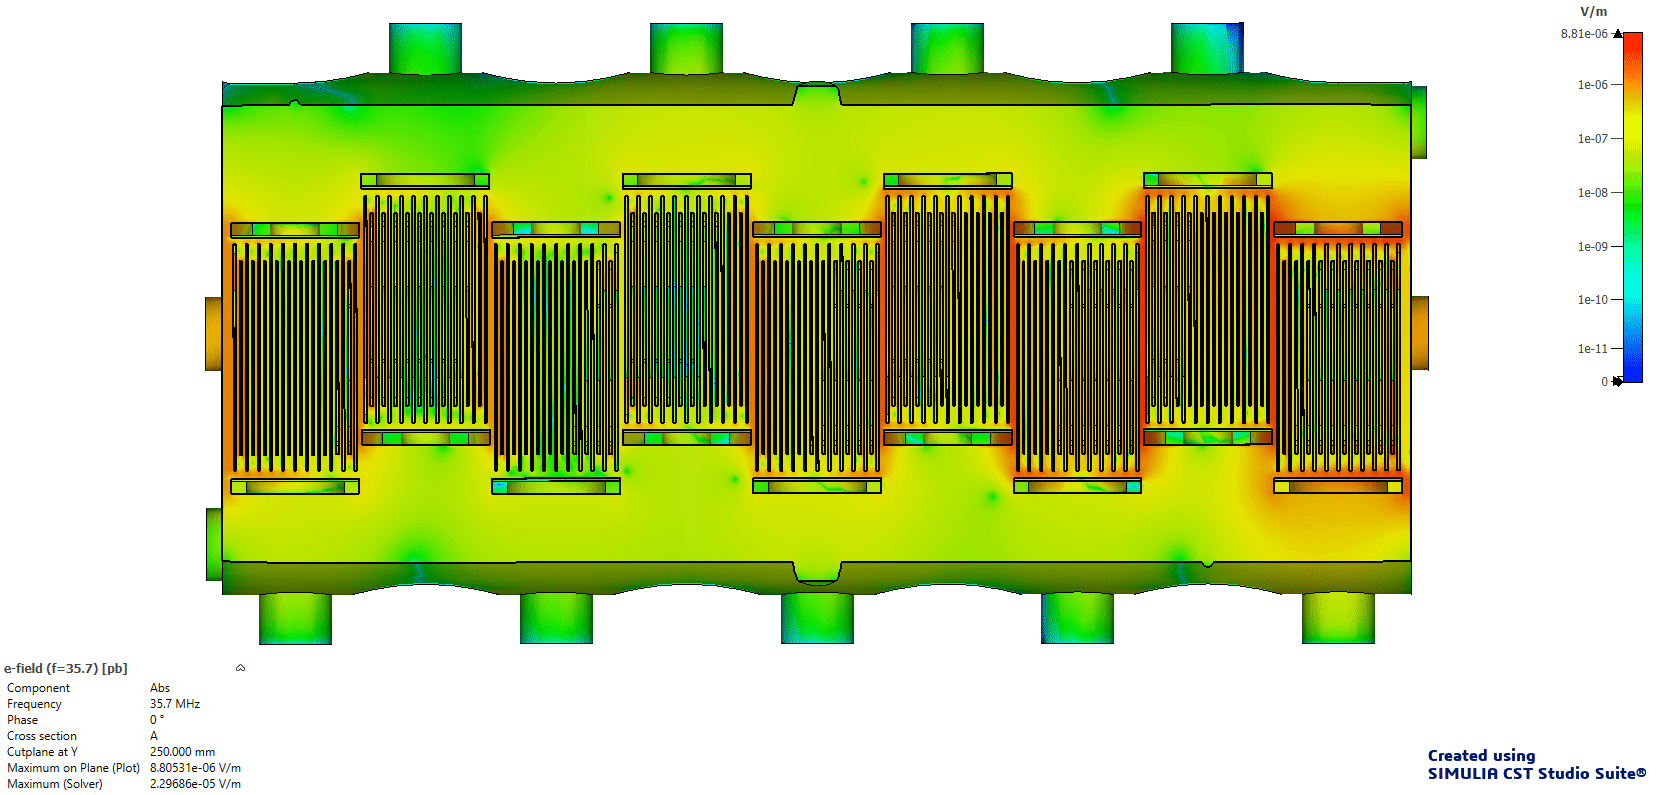 V/m
8.81e-06
1e-06
1e-07
1e-08
1e-09
1e-10
1e-11
0
e-field (f=35.7) [pb]
Component Abs
Frequency 35.7 MHz
Phase 0 °
Cross section A
Cutplane at Y 250.000 mm
Maximum on Plane (Plot) 8.80531e-06 V/m
Maximum (Solver) 2.29686e-05 V/m
Created using
SIMULIA CST Studio Suite®